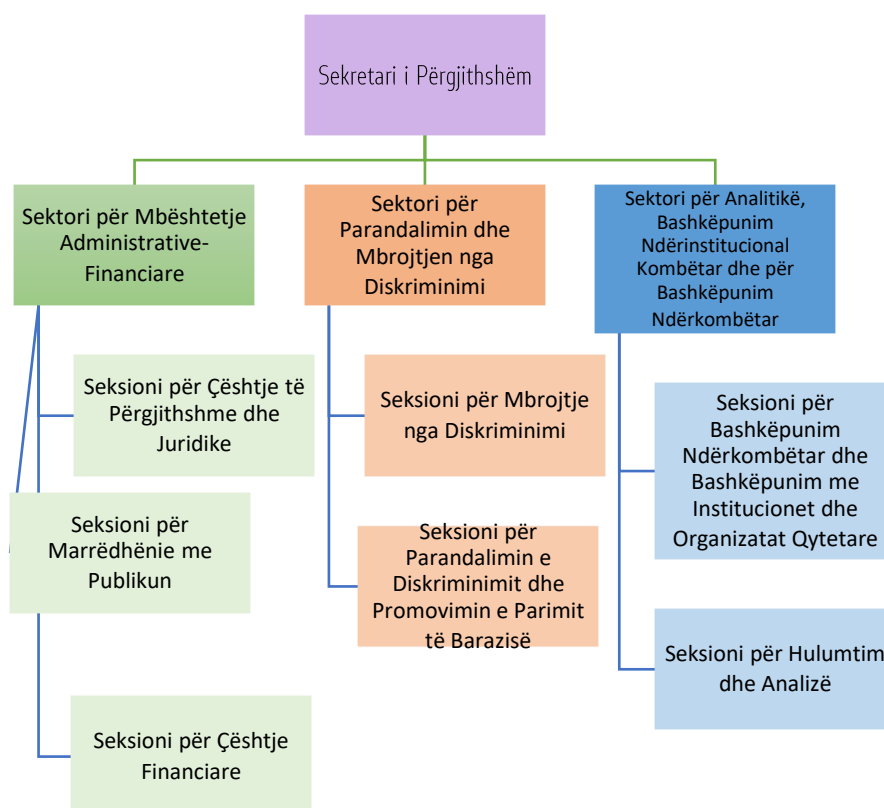 Sekretari i Përgjithshëm
Sektori për Mbështetje
Administrative-
Financiare
Sektori për
Parandalimin dhe
Mbrojtjen nga
Diskriminimi
Sektori për Analitikë,
Bashkëpunim
Ndërinstitucional
Kombëtar dhe për
Bashkëpunim
Ndërkombëtar
Seksioni për Çështje të
Përgjithshme dhe
Juridike
Seksioni për
Marrëdhënie me
Publikun
Seksioni për Çështje
Financiare
Seksioni për Mbrojtje
nga Diskriminimi
Seksioni për
Parandalimin e
Diskriminimit dhe
Promovimin e Parimit
të Barazisë
Seksioni për
Bashkëpunim
Ndërkombëtar dhe
Bashkëpunim me
Institucionet dhe
Organizatat Qytetare
Seksioni për Hulumtim
dhe Analizë